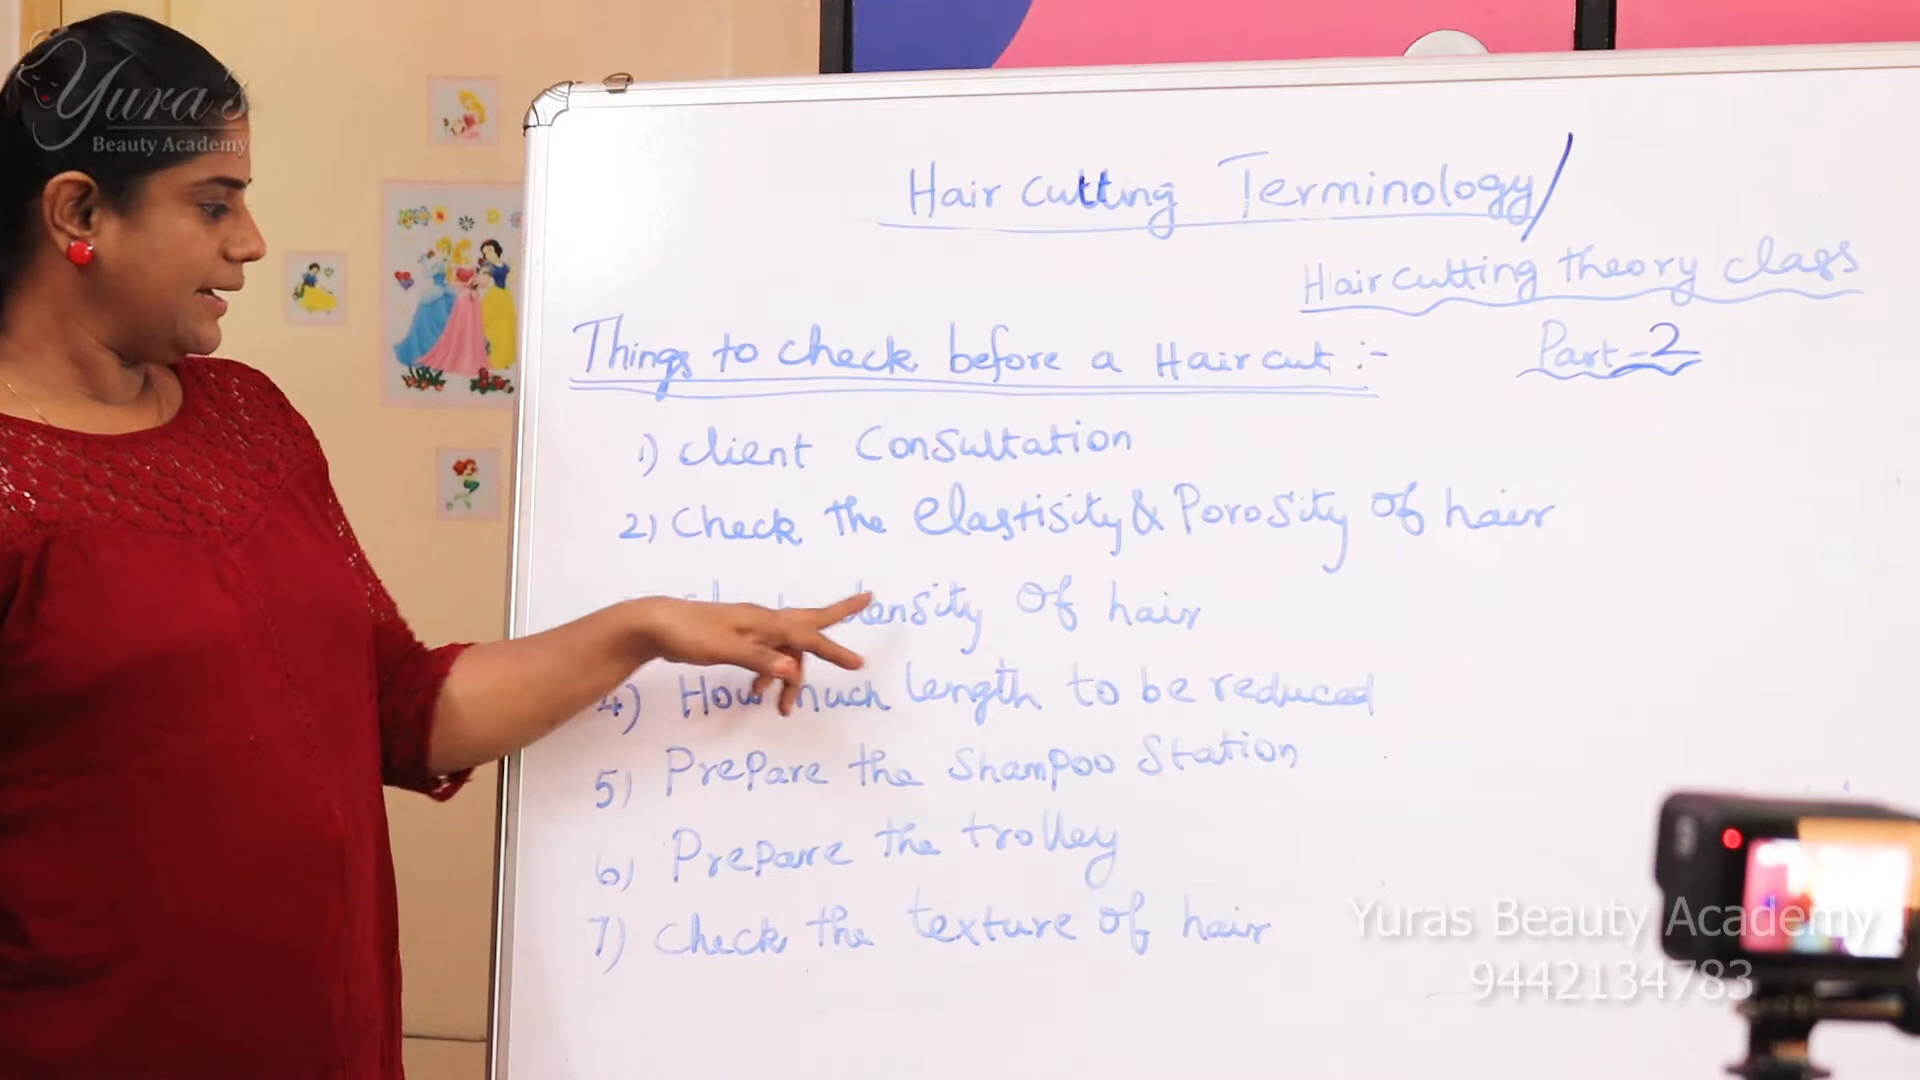 Yura's
Beauty Academy
Hair cutting Terminology/
Hair cutting theory class
Part-2
Things to check before a Hair cut :-
1) Client Consultation
2) Check the elastisity & Porosity of hair
density of hair
4) How much length to be reduced
5) Prepare the Shampoo Station
6) Prepare the trolley
7) Check the texture of hair
Yuras Beauty Academy
9442134783